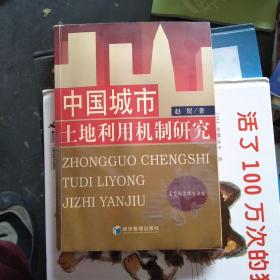 中国城市
赵贺/著
土地利用机制研究
ZHONGGUO CHENGSHI
TUDI LIYONG
JIZHI YANJIU
经济管理出版社
活了100万次的